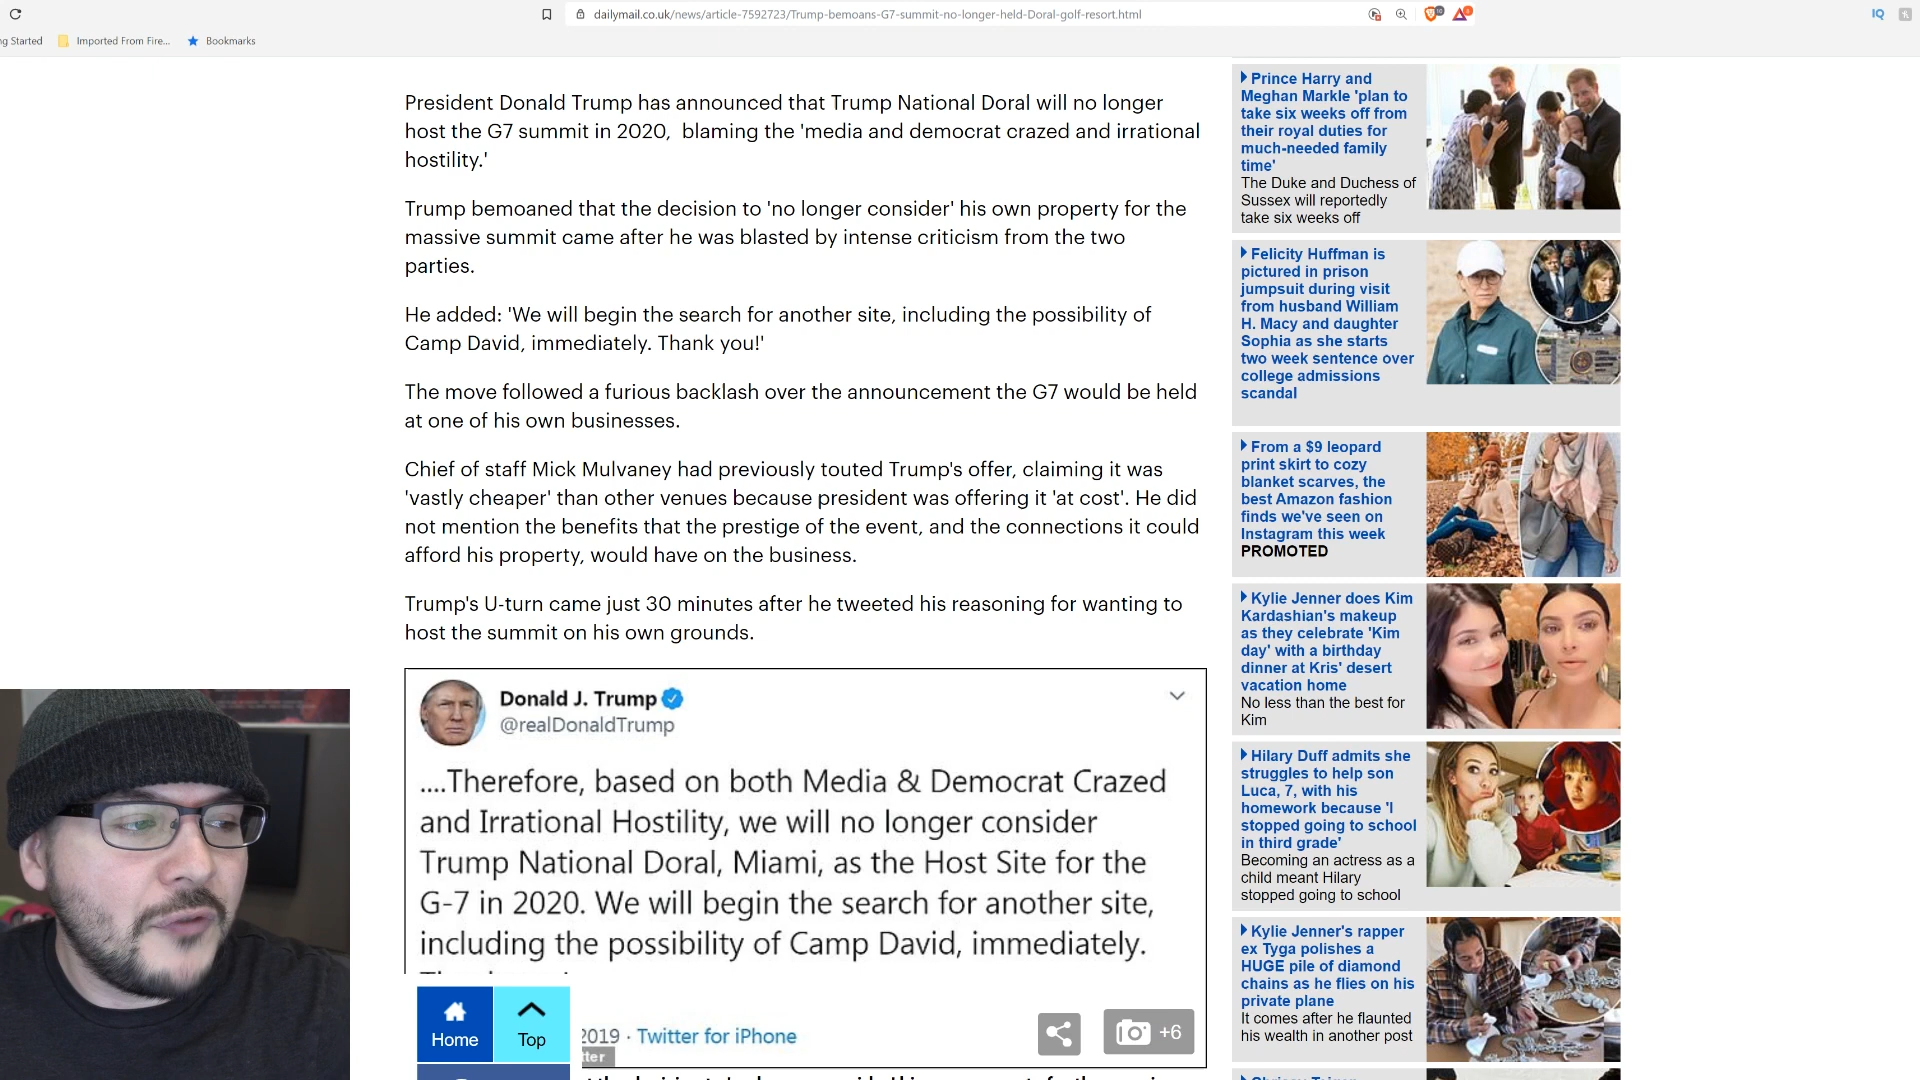 dailymail.co.uk/news/article-7592723/Trump-bemoans-G7-summit-no-longer-held-Doral-golf-resort.html
IQ
ng Started
Imported From Fire...
Bookmarks
President Donald Trump has announced that Trump National Doral will no longer
host the G7 summit in 2020, blaming the 'media and democrat crazed and irrational
hostility.'
Trump bemoaned that the decision to 'no longer consider' his own property for the
massive summit came after he was blasted by intense criticism from the two
parties.
He added: 'We will begin the search for another site, including the possibility of
Camp David, immediately. Thank you!'
The move followed a furious backlash over the announcement the G7 would be held
at one of his own businesses.
Chief of staff Mick Mulvaney had previously touted Trump's offer, claiming it was
'vastly cheaper' than other venues because president was offering it 'at cost'. He did
not mention the benefits that the prestige of the event, and the connections it could
afford his property, would have on the business.
Trump's U-turn came just 30 minutes after he tweeted his reasoning for wanting to
host the summit on his own grounds.
Donald J. Trump
@realDonaldTrump
....Therefore, based on both Media & Democrat Crazed
and Irrational Hostility, we will no longer consider
Trump National Doral, Miami, as the Host Site for the
G-7 in 2020. We will begin the search for another site,
including the possibility of Camp David, immediately.
2019 · Twitter for iPhone
tter
+6
Home
Top
Prince Harry and
Meghan Markle 'plan to
take six weeks off from
their royal duties for
much-needed family
time'
The Duke and Duchess of
Sussex will reportedly
take six weeks off
Felicity Huffman is
pictured in prison
jumpsuit during visit
from husband William
H. Macy and daughter
Sophia as she starts
two week sentence over
college admissions
scandal
From a $9 leopard
print skirt to cozy
blanket scarves, the
best Amazon fashion
finds we've seen on
Instagram this week
PROMOTED
Kylie Jenner does Kim
Kardashian's makeup
as they celebrate 'Kim
day' with a birthday
dinner at Kris' desert
vacation home
No less than the best for
Kim
Hilary Duff admits she
struggles to help son
Luca, 7, with his
homework because 'I
stopped going to school
in third grade'
Becoming an actress as a
child meant Hilary
stopped going to school
Kylie Jenner's rapper
ex Tyga polishes a
HUGE pile of diamond
chains as he flies on his
private plane
It comes after he flaunted
his wealth in another post